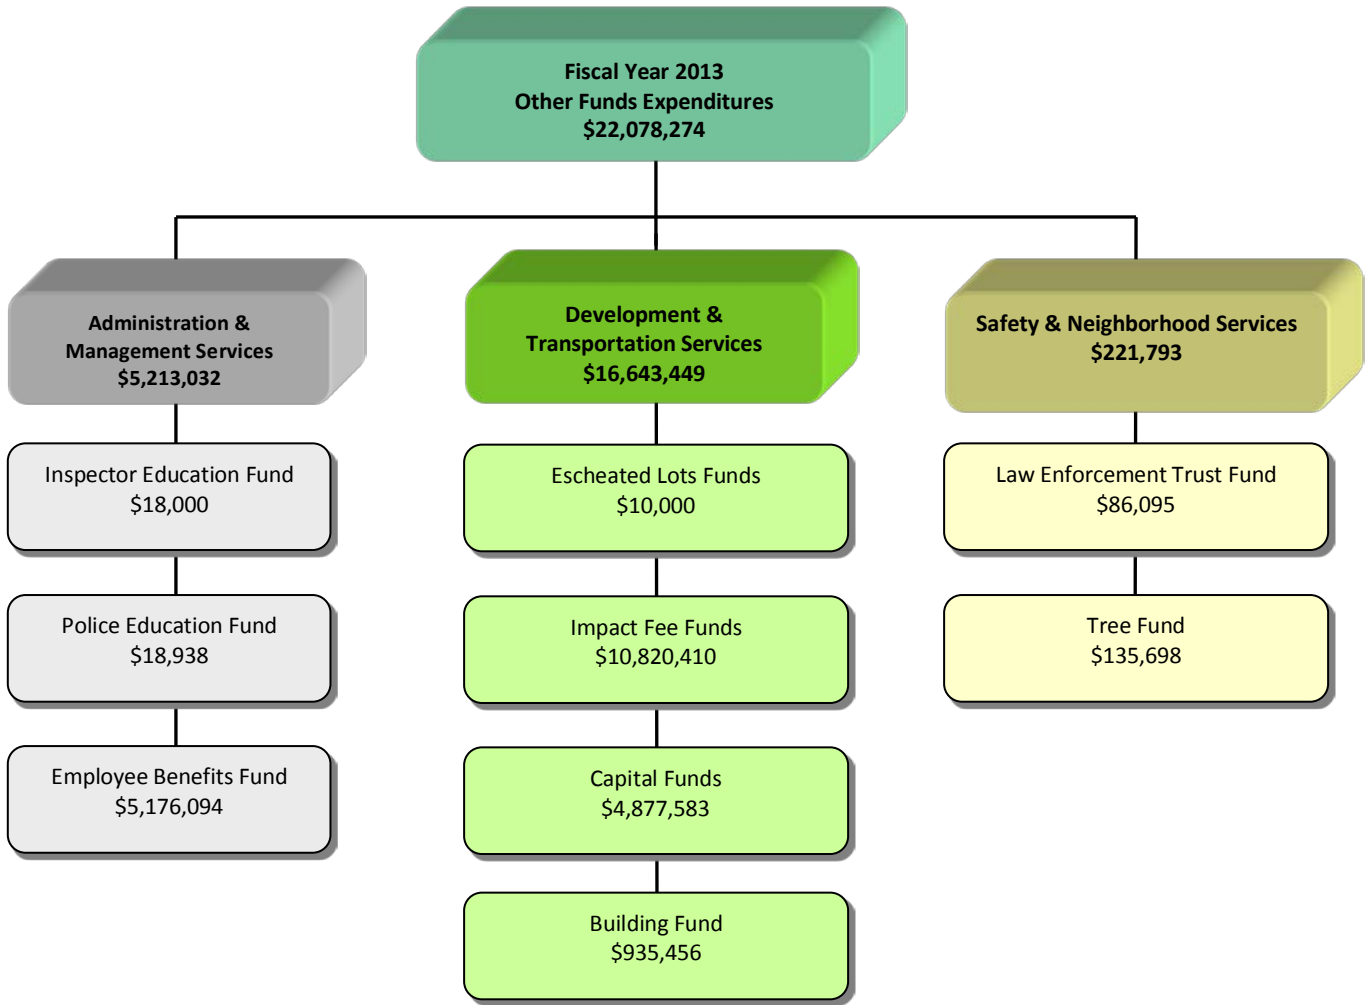 Fiscal Year 2013
Other Funds Expenditures
$22,078,274
Administration &
Management Services
$5,213,032
Development &
Transportation Services
$16,643,449
Safety & Neighborhood Services
$221,793
Inspector Education Fund
$18,000
Escheated Lots Funds
$10,000
Law Enforcement Trust Fund
$86,095
Police Education Fund
$18,938
Impact Fee Funds
$10,820,410
Tree Fund
$135,698
Employee Benefits Fund
$5,176,094
Capital Funds
$4,877,583
Building Fund
$935,456